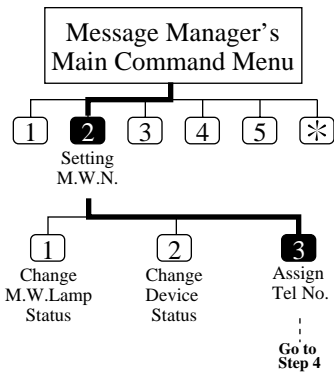 Message Manager's
Main Command Menu
1 2 3 4 5 *
Setting
M.W.N.
1 2 3
Change
M.W.Lamp
Status
Change
Device
Status
Assign
Tel No.
Go to
Step 4